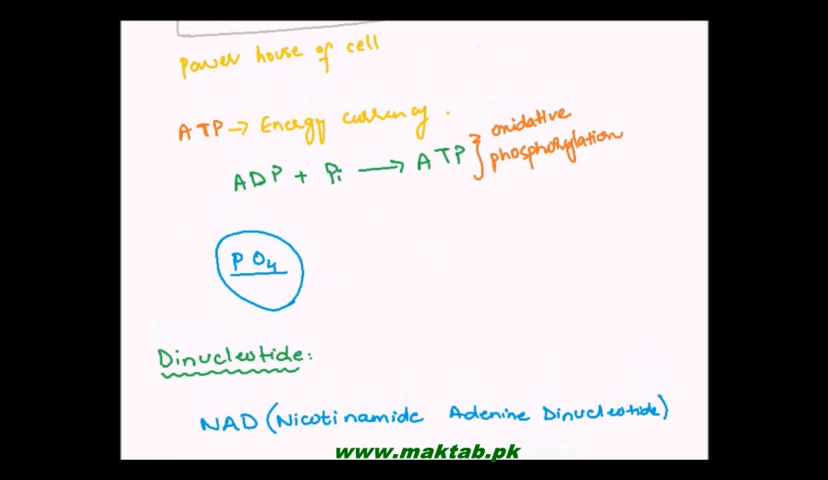 Power house of cell
ATP → Energy currency.
oxidative
ADP + Pi → ATP } phosphorylation
PO4
Dinucleotide:
NAD (Nicotinamide Adenine Dinucleotide)
www.maktab.pk